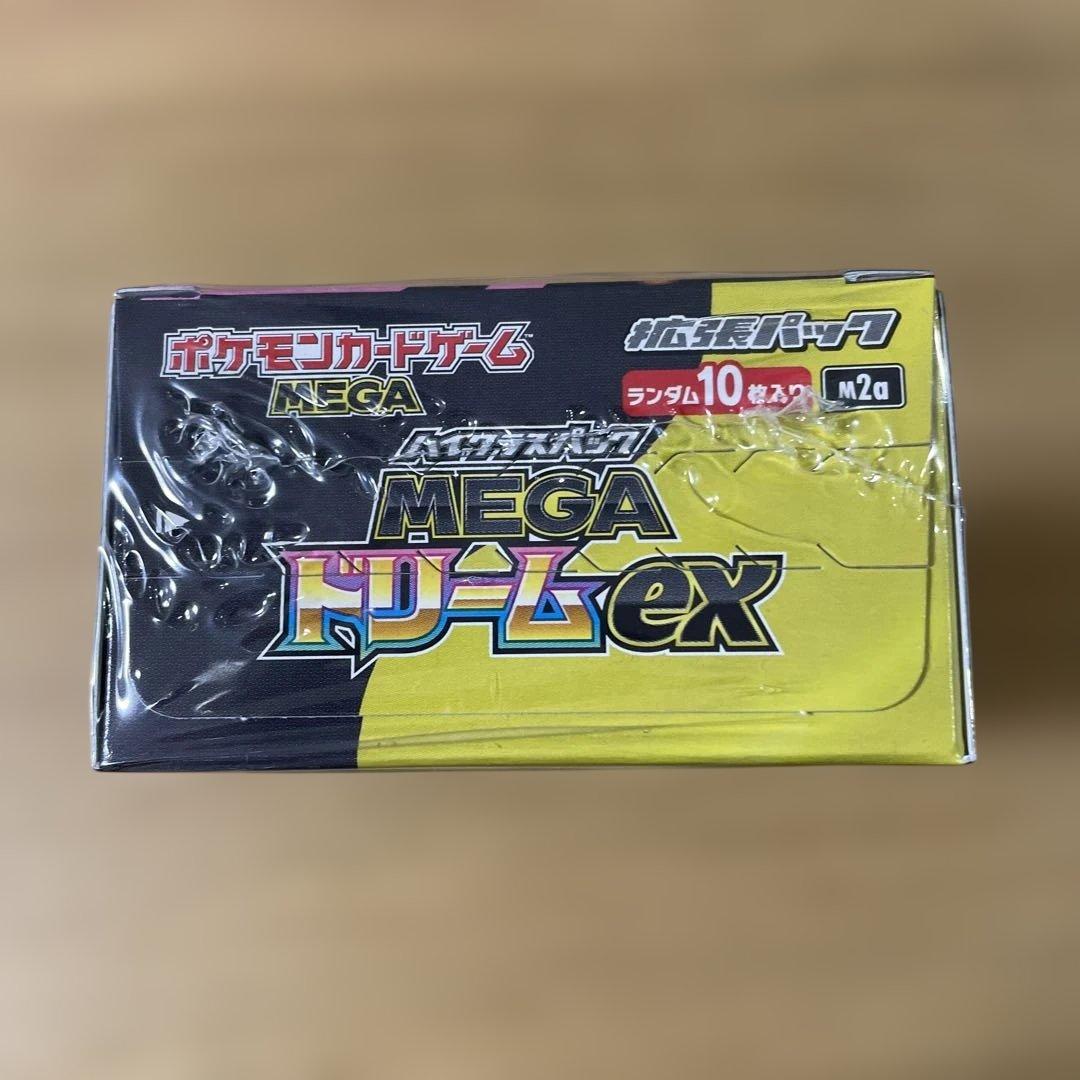 ポケモンカードゲーム™
MEGA
拡張パック
ランダム10枚入り
M2a
ハイクラスパック
MEGA
ドリームex